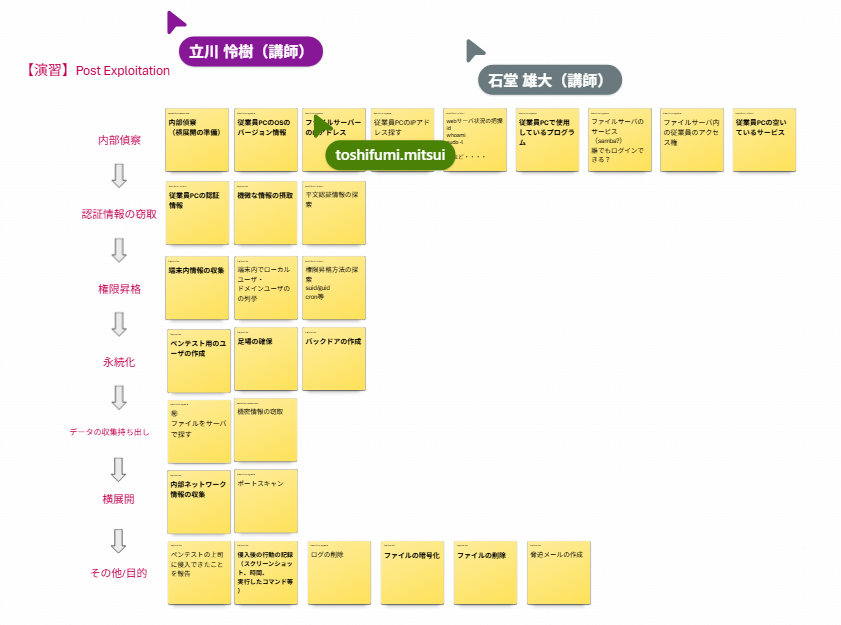 立川 怜樹（講師）
石堂 雄大（講師）
【演習】Post Exploitation
内部偵察
内部偵察
（横展開の準備）
従業員PCのOSの
バージョン情報
ファイルサーバー
アドレス
従業員PCのIPアド
レス探す
webサーバ状況の把握
id
whoami
sudo -l
ほど・・・・
従業員PCで使用
しているプログラ
ム
ファイルサーバの
サービス
（samba?）
誰でもログインで
きる？
ファイルサーバ内
の従業員のアクセ
ス権
従業員PCの空い
ているサービス
toshifumi.mitsui
認証情報の窃取
従業員PCの認証
情報
機微な情報の摂取
平文認証情報の探
索
権限昇格
端末内情報の収集
端末内でローカル
ユーザ・
ドメインユーザの
の列挙
権限昇格方法の探
索
suid/guid
cron等
永続化
ペンテスト用のユ
ーザの作成
足場の確保
バックドアの作成
データの収集持ち出し
㊙
ファイルをサーバ
で探す
機密情報の窃取
横展開
内部ネットワーク
情報の収集
ポートスキャン
その他/目的
ペンテストの上司
に侵入できたこと
を報告
侵入後の行動の記録
（スクリーンショッ
ト、時間、
実行したコマンド等
）
ログの削除
ファイルの暗号化
ファイルの削除
脅迫メールの作成